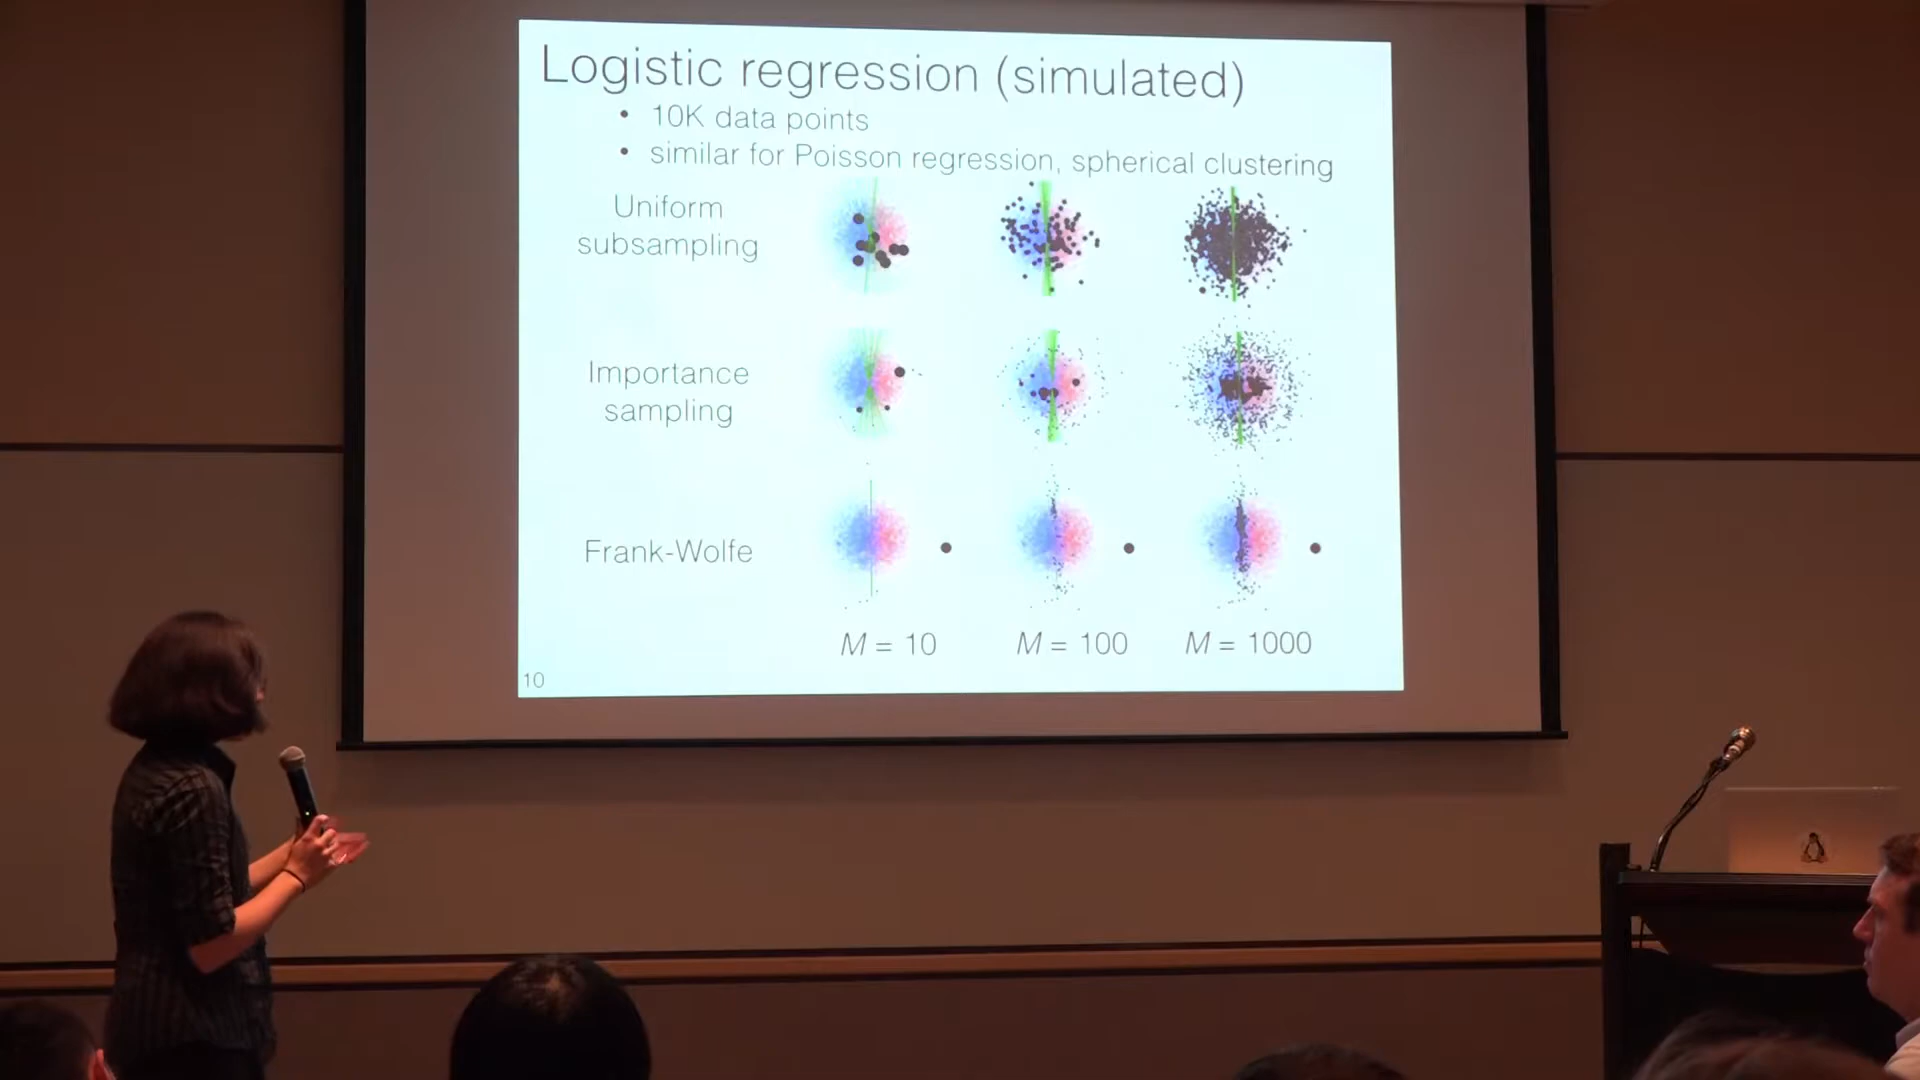 Logistic regression (simulated)
• 10K data points
• similar for Poisson regression, spherical clustering
Uniform
subsampling
Importance
sampling
Frank-Wolfe
M = 10
M = 100
M = 1000
10